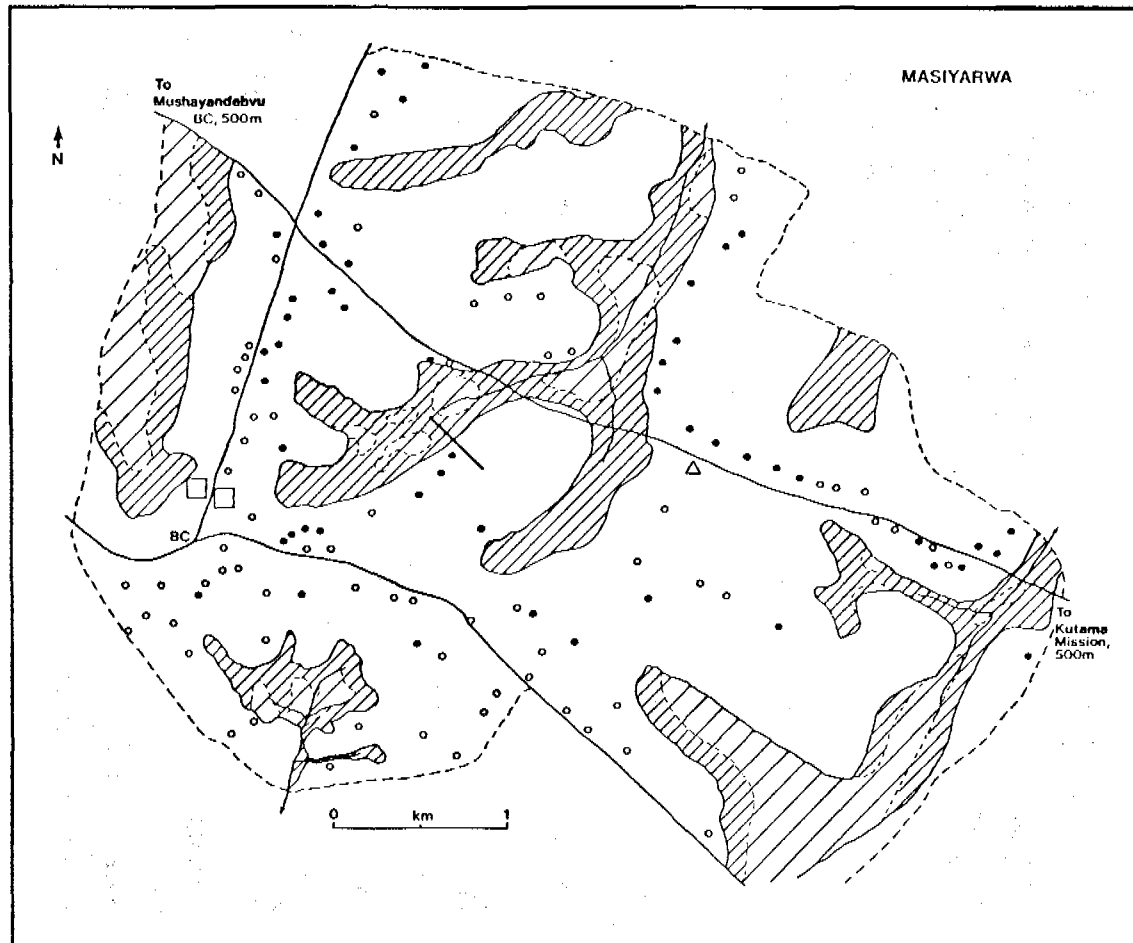 MASIYARWA
To
Mushayandebvu
BC, 500m
N
BC
To
Kutama
Mission,
500m
0 km 1